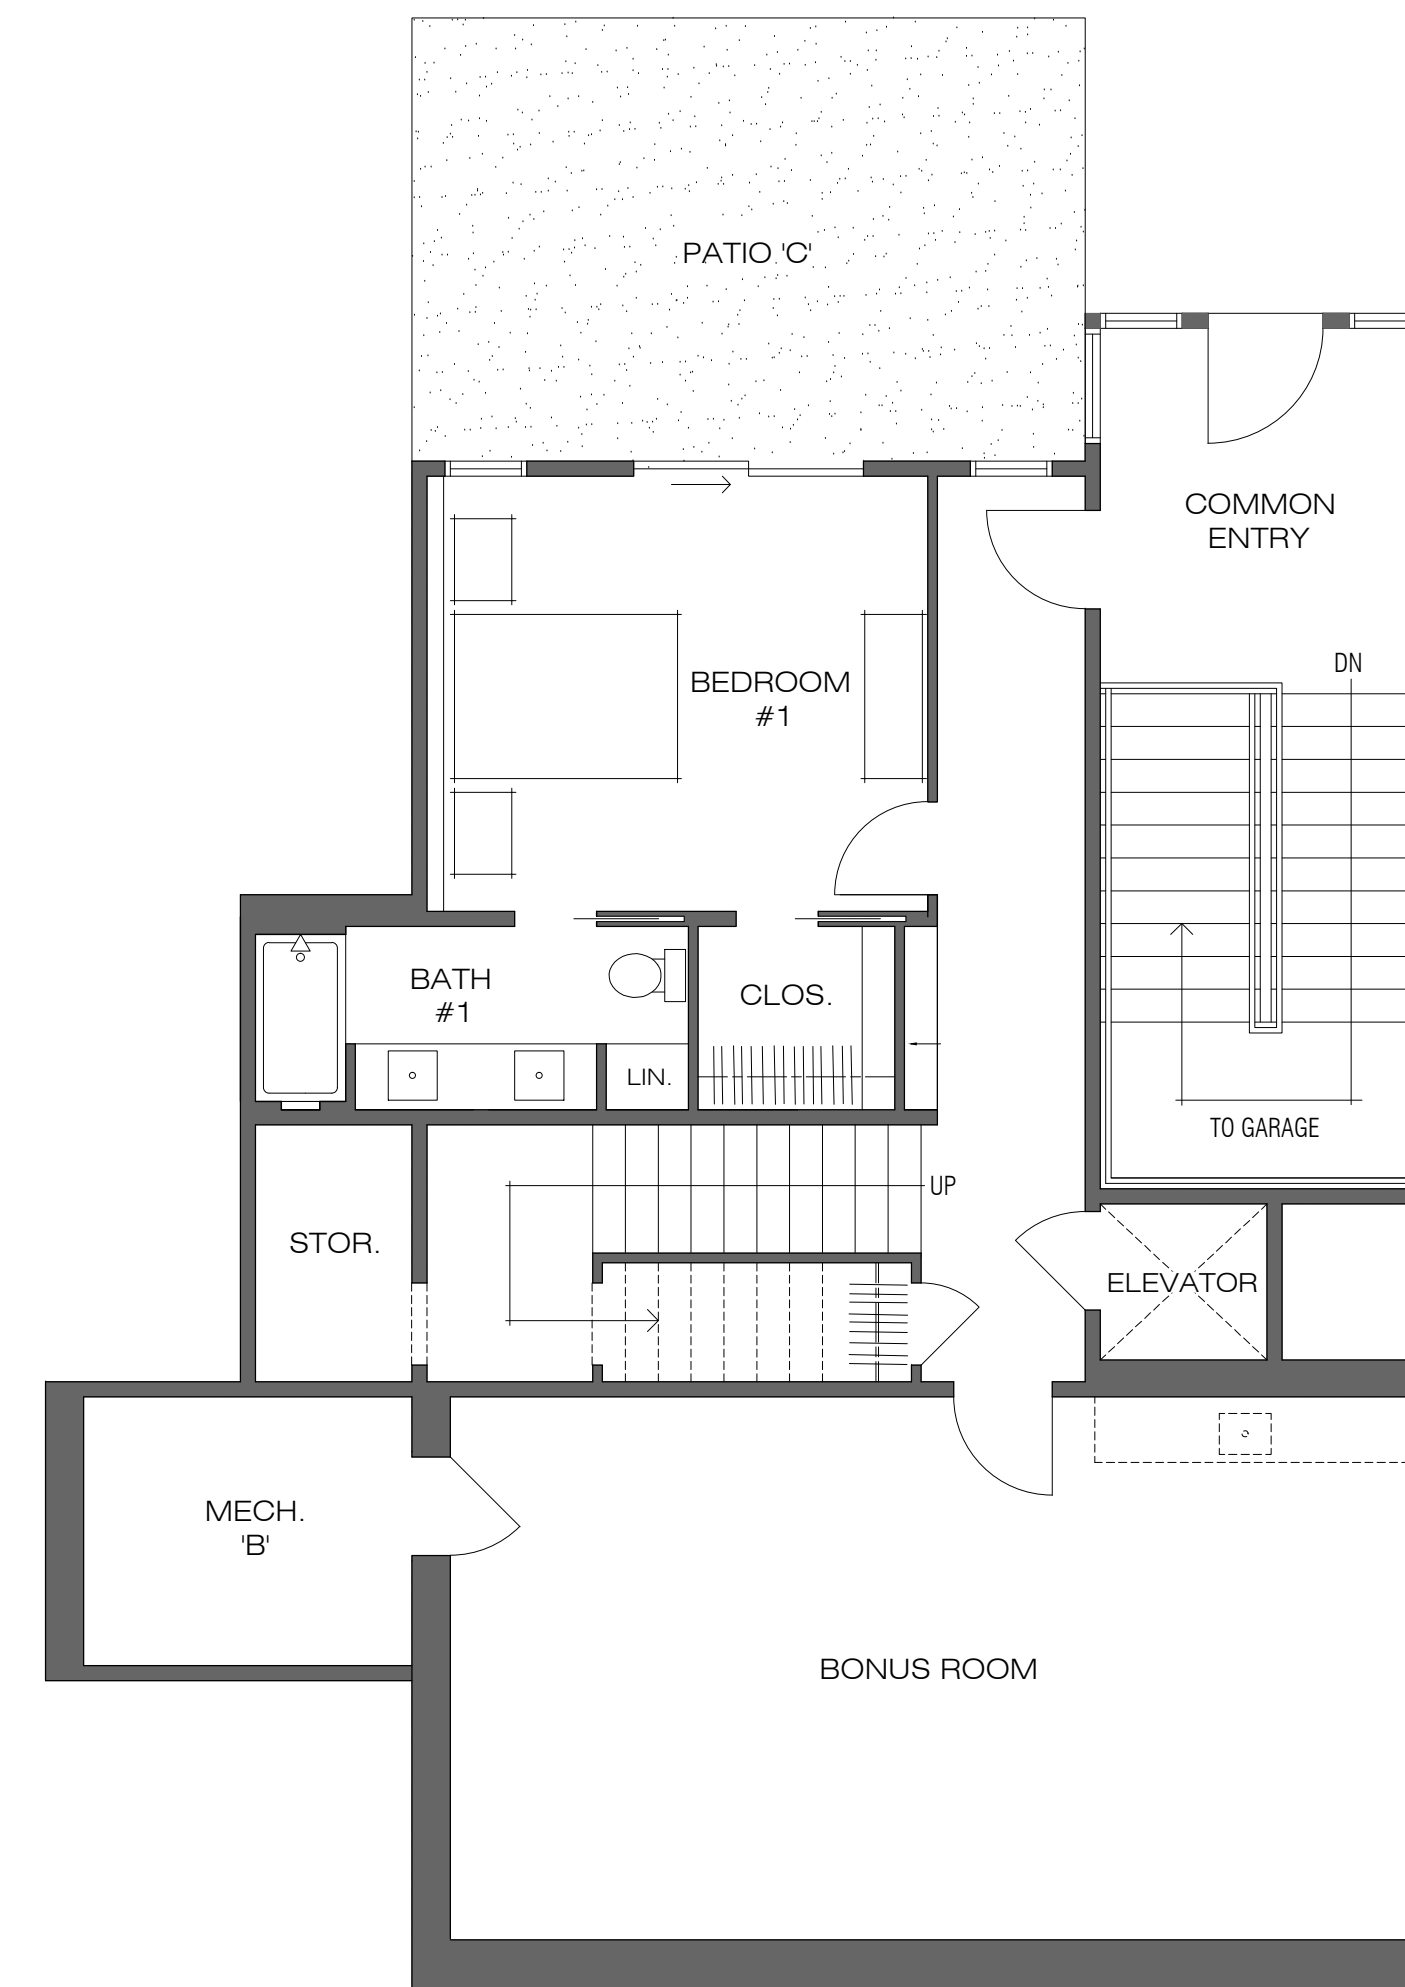 PATIO 'C'
COMMON
ENTRY
DN
BEDROOM
#1
BATH
#1
CLOS.
LIN.
TO GARAGE
UP
STOR.
ELEVATOR
MECH.
'B'
BONUS ROOM